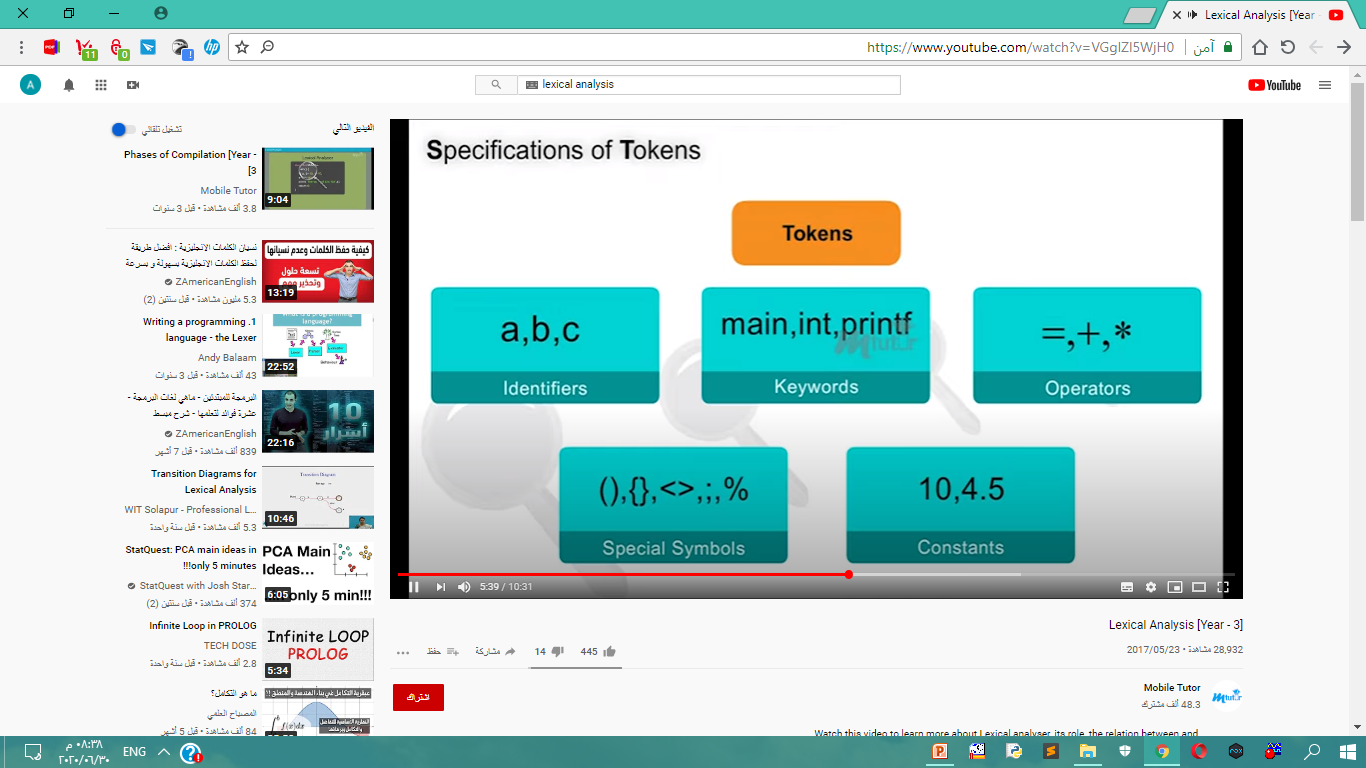 Lexical Analysis [Year -
https://www.youtube.com/watch?v=VGgIZI5WjH0
آمن
PDF
11
0
!
hp
A
lexical analysis
YouTube
Specifications of Tokens
Tokens
a,b,c
Identifiers
main,int,printf
Keywords
=,+,*
Operators
(),{},<>,;,%
Special Symbols
10,4.5
Constants
5:39 / 10:31
Lexical Analysis [Year - 3]
28,932 مشاهدة • 2017/05/23
445
14
مشاركة
حفظ
Mobile Tutor
48.3 ألف مشترك
اشتراك
Watch this video to learn more about Lexical analyser, its role, the relation between and
الفيديو التالي
تشغيل تلقائي
Phases of Compilation [Year -
3]
Mobile Tutor
3.8 ألف مشاهدة • قبل 3 سنوات
9:04
نسيان الكلمات الانجليزية : افضل طريقة
لحفظ الكلمات الإنجليزية بسهولة و بسرعة
ZAmericanEnglish
5.3 مليون مشاهدة • قبل سنتين (2)
كيفية حفظ الكلمات وعدم نسيانها
تسعة حلول
13:19
1. Writing a programming
language - the Lexer
Andy Balaam
43 ألف مشاهدة • قبل 3 سنوات
22:52
البرمجة للمبتدئين - ماهي لغات البرمجة -
عشرة فوائد لتعلمها - شرح مبسط
ZAmericanEnglish
839 ألف مشاهدة • قبل 7 أشهر
10
أسرار
22:16
Transition Diagrams for
Lexical Analysis
WIT Solapur - Professional L...
5.3 ألف مشاهدة • قبل سنة واحدة
10:46
StatQuest: PCA main ideas in
only 5 minutes!!!
StatQuest with Josh Star...
374 ألف مشاهدة • قبل سنتين (2)
PCA Main
Ideas...
only 5 min!!!
6:05
Infinite Loop in PROLOG
TECH DOSE
2.8 ألف مشاهدة • قبل سنة واحدة
Infinite LOOP
PROLOG
5:34
ما هو التكامل؟
المصباح العلمي
84 ألف مشاهدة • قبل 5 أشهر
ENG
٠٨:٣٨ م
٢٠٢٠/٠٦/٣٠